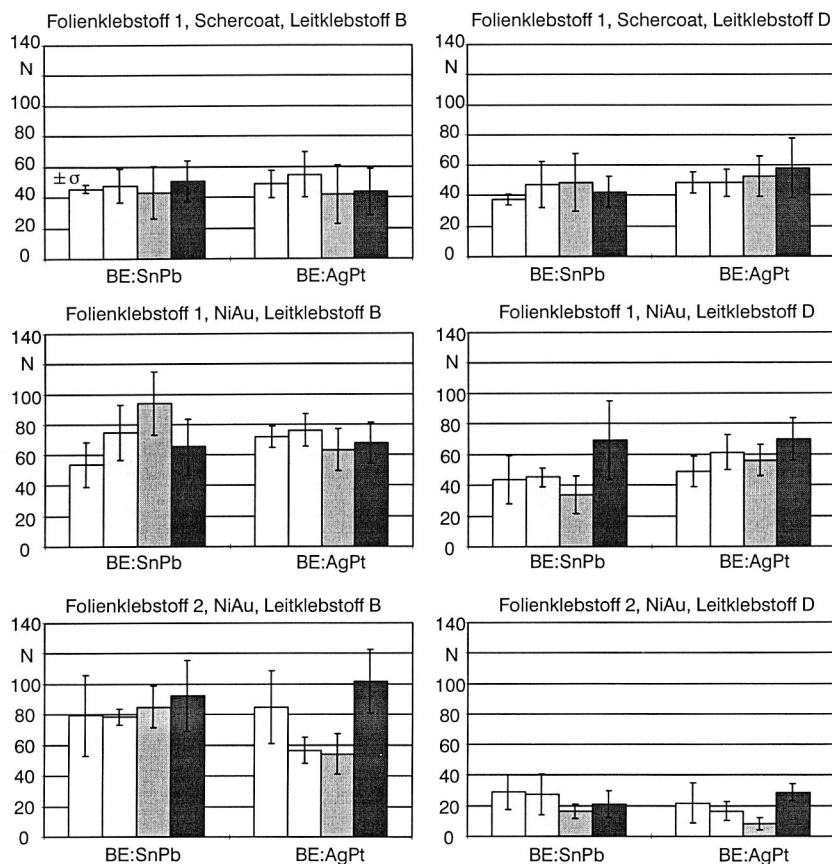 Folienklebstoff 1, Schercoat, Leitklebstoff B
140
N
100
80
60
± σ
40
20
0
BE:SnPb BE:AgPt
Folienklebstoff 1, Schercoat, Leitklebstoff D
140
N
100
80
60
40
20
0
BE:SnPb BE:AgPt
Folienklebstoff 1, NiAu, Leitklebstoff B
140
N
100
80
60
40
20
0
BE:SnPb BE:AgPt
Folienklebstoff 1, NiAu, Leitklebstoff D
140
N
100
80
60
40
20
0
BE:SnPb BE:AgPt
Folienklebstoff 2, NiAu, Leitklebstoff B
140
N
100
80
60
40
20
0
BE:SnPb BE:AgPt
Folienklebstoff 2, NiAu, Leitklebstoff D
140
N
100
80
60
40
20
0
BE:SnPb BE:AgPt